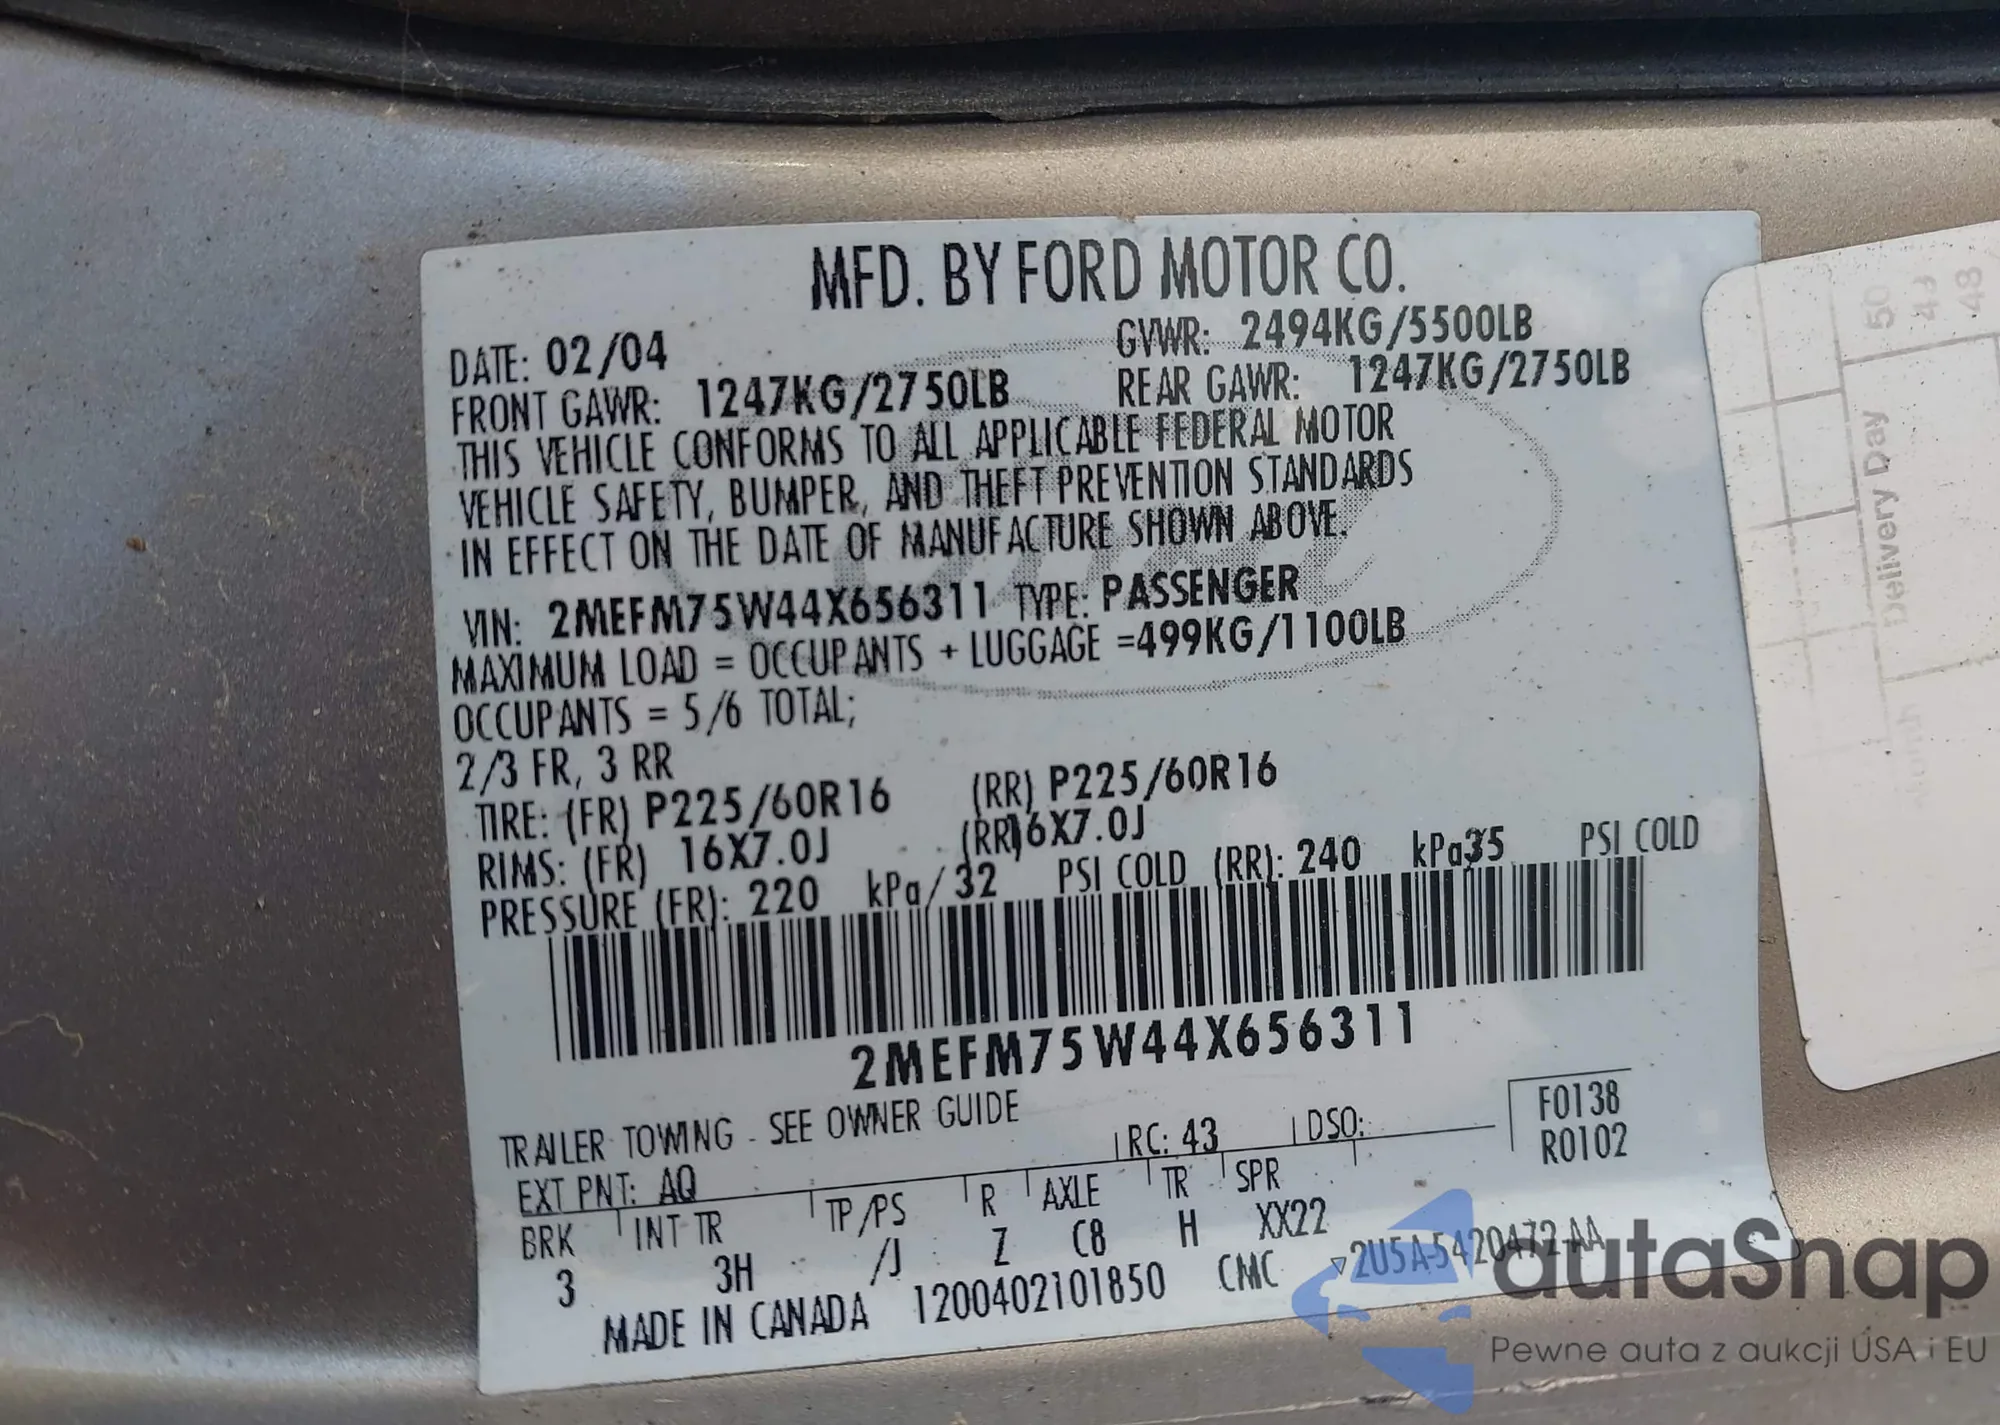 MFD. BY FORD MOTOR CO.
DATE: 02/04 GVWR: 2494KG/5500LB
FRONT GAWR: 1247KG/2750LB REAR GAWR: 1247KG/2750LB
THIS VEHICLE CONFORMS TO ALL APPLICABLE FEDERAL MOTOR
VEHICLE SAFETY, BUMPER, AND THEFT PREVENTION STANDARDS
IN EFFECT ON THE DATE OF MANUFACTURE SHOWN ABOVE.
VIN: 2MEFM75W44X656311 TYPE: PASSENGER
MAXIMUM LOAD = OCCUPANTS + LUGGAGE =499KG/1100LB
OCCUPANTS = 5/6 TOTAL;
2/3 FR, 3 RR
TIRE: (FR) P225/60R16 (RR) P225/60R16
RIMS: (FR) 16X7.0J (RR)16X7.0J
PRESSURE (FR): 220 kPa/ 32 PSI COLD (RR): 240 kPa/35 PSI COLD
2MEFM75W44X656311
TRAILER TOWING - SEE OWNER GUIDE
RC: 43 DSO:
F0138
R0102
EXT PNT: AQ
BRK INT TR TP/PS R AXLE TR SPR
3 3H /J Z C8 H XX22
MADE IN CANADA 1200402101850 CMC ▽2U5A-5420472-AA
50
49
48
Delivery Day
Month
autaSnap
Pewne auta z aukcji USA i EU